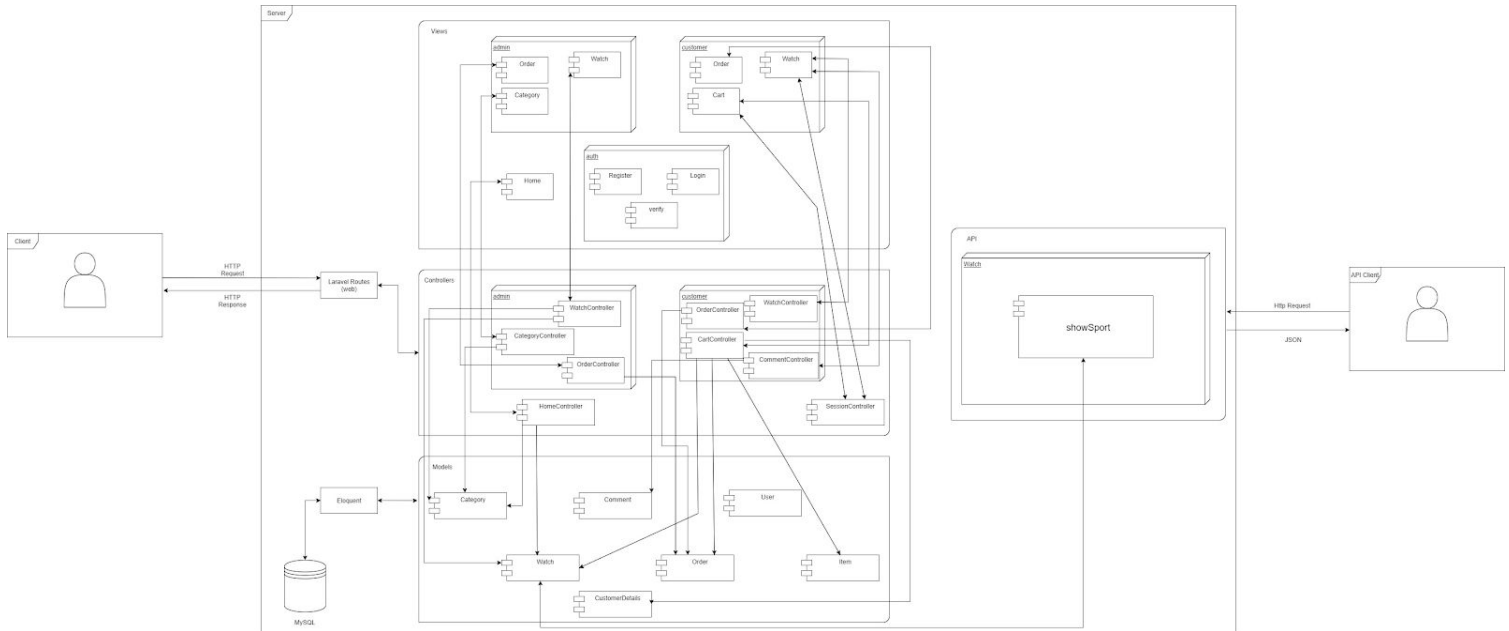 Server
Views
admin
Order
Watch
Category
customer
Order
Watch
Cart
auth
Register
Login
verify
Home
Client
HTTP
Request
HTTP
Response
Laravel Routes
(web)
Controllers
admin
WatchController
CategoryController
OrderController
customer
OrderController
WatchController
CartController
CommentController
HomeController
SessionController
Models
Category
Comment
User
Watch
Order
Item
CustomerDetails
Eloquent
MySQL
API
Watch
showSport
Http Request
JSON
API Client